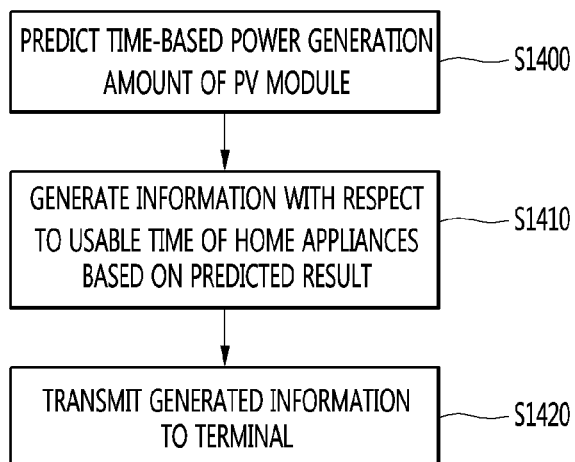 PREDICT TIME-BASED POWER GENERATION
AMOUNT OF PV MODULE
S1400
GENERATE INFORMATION WITH RESPECT
TO USABLE TIME OF HOME APPLIANCES
BASED ON PREDICTED RESULT
S1410
TRANSMIT GENERATED INFORMATION
TO TERMINAL
S1420